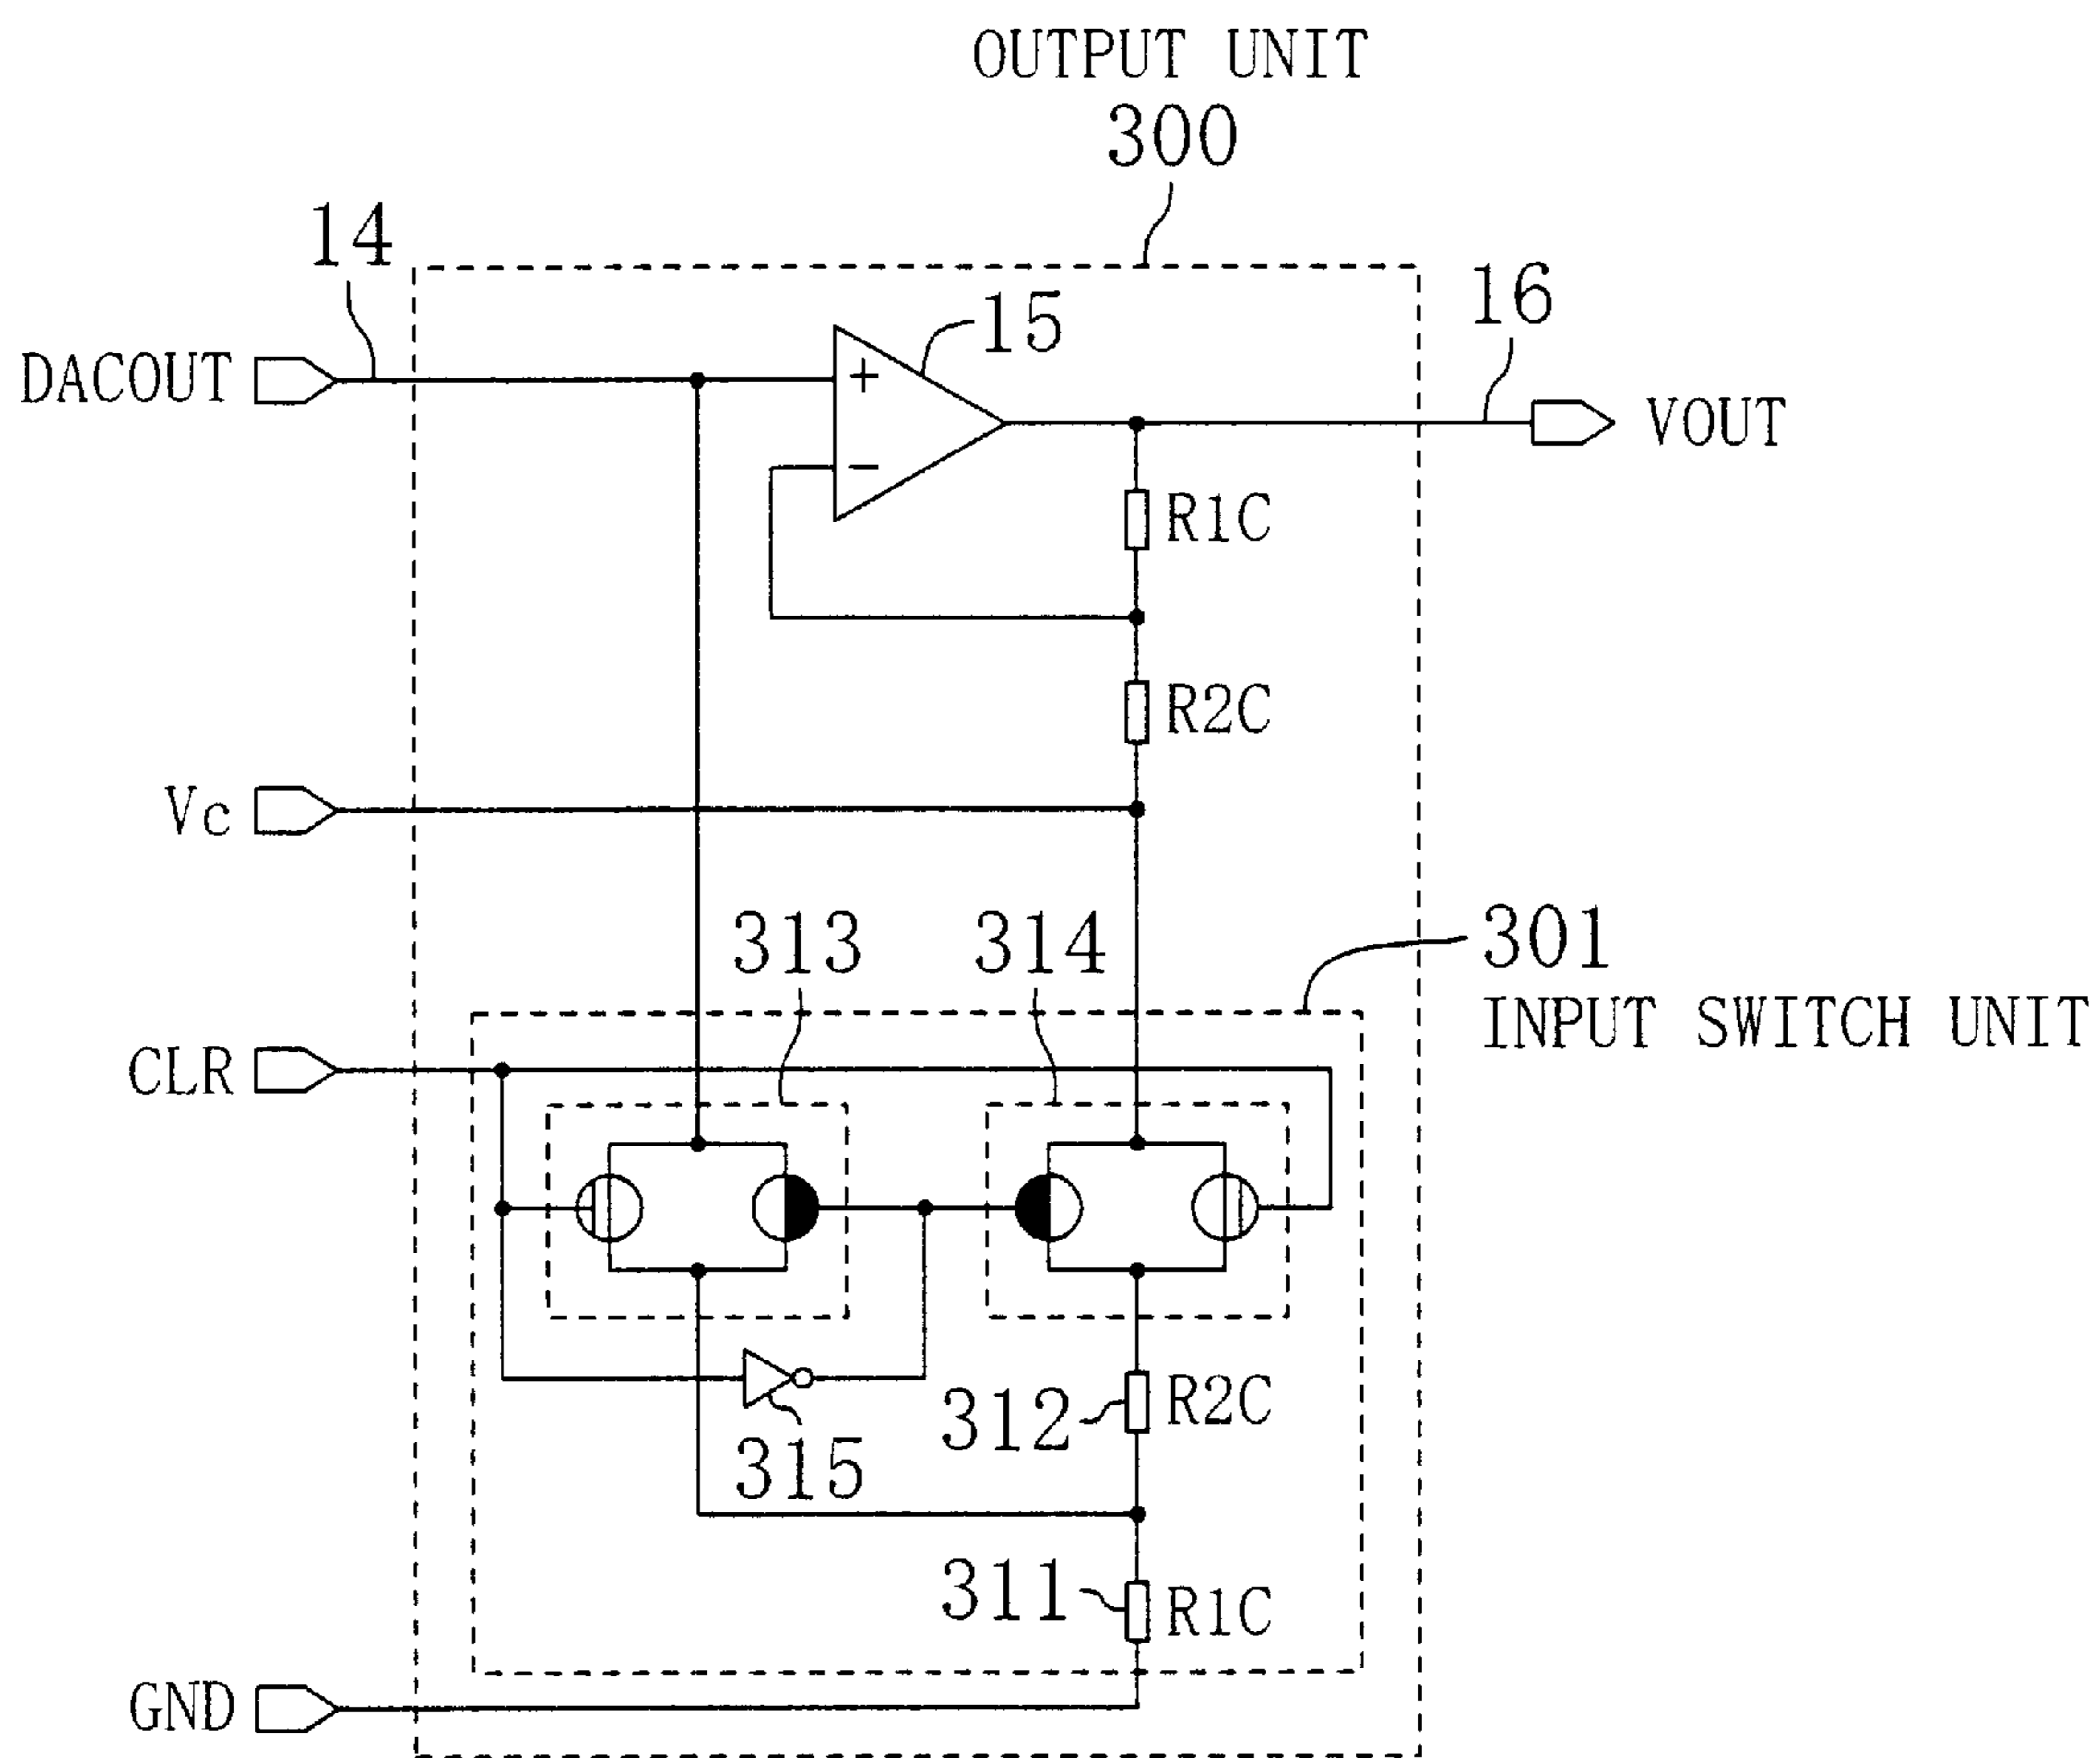 OUTPUT UNIT
300
14
16
15
DACOUT
+
−
VOUT
R1C
R2C
Vc
313
314
301
INPUT SWITCH UNIT
CLR
312
R2C
315
311
R1C
GND